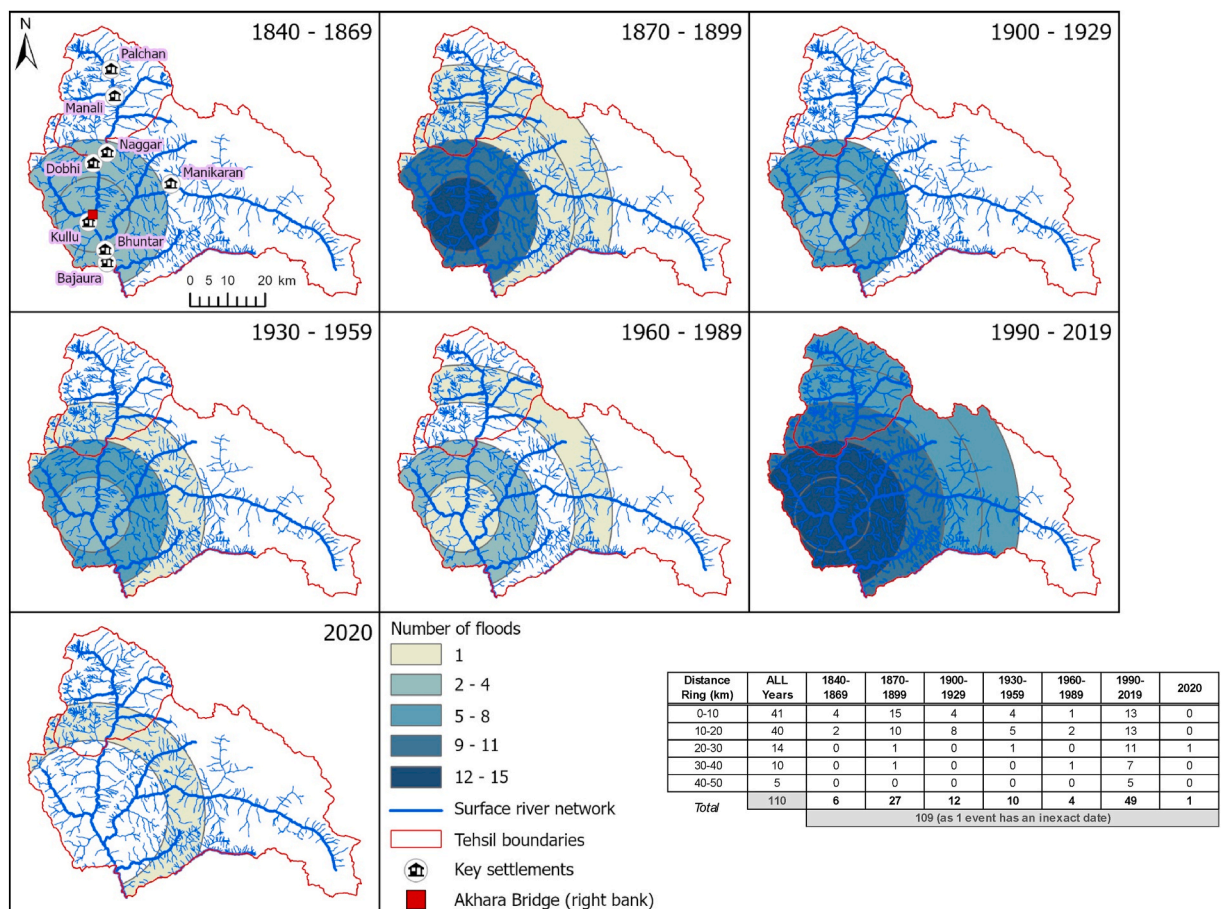 N
1840 - 1869
Palchan
Manali
Naggar
Dobhi
Manikaran
Kullu
Bhuntar
Bajaura
0 5 10 20 km
1870 - 1899
1900 - 1929
1930 - 1959
1960 - 1989
1990 - 2019
2020
Number of floods
1
2 - 4
5 - 8
9 - 11
12 - 15
Surface river network
Tehsil boundaries
Key settlements
Akhara Bridge (right bank)
Distance Ring (km) ALL Years 1840-1869 1870-1899 1900-1929 1930-1959 1960-1989 1990-2019 2020
0-10 41 4 15 4 4 1 13 0
10-20 40 2 10 8 5 2 13 0
20-30 14 0 1 0 1 0 11 1
30-40 10 0 1 0 0 1 7 0
40-50 5 0 0 0 0 0 5 0
Total 110 6 27 12 10 4 49 1
109 (as 1 event has an inexact date)